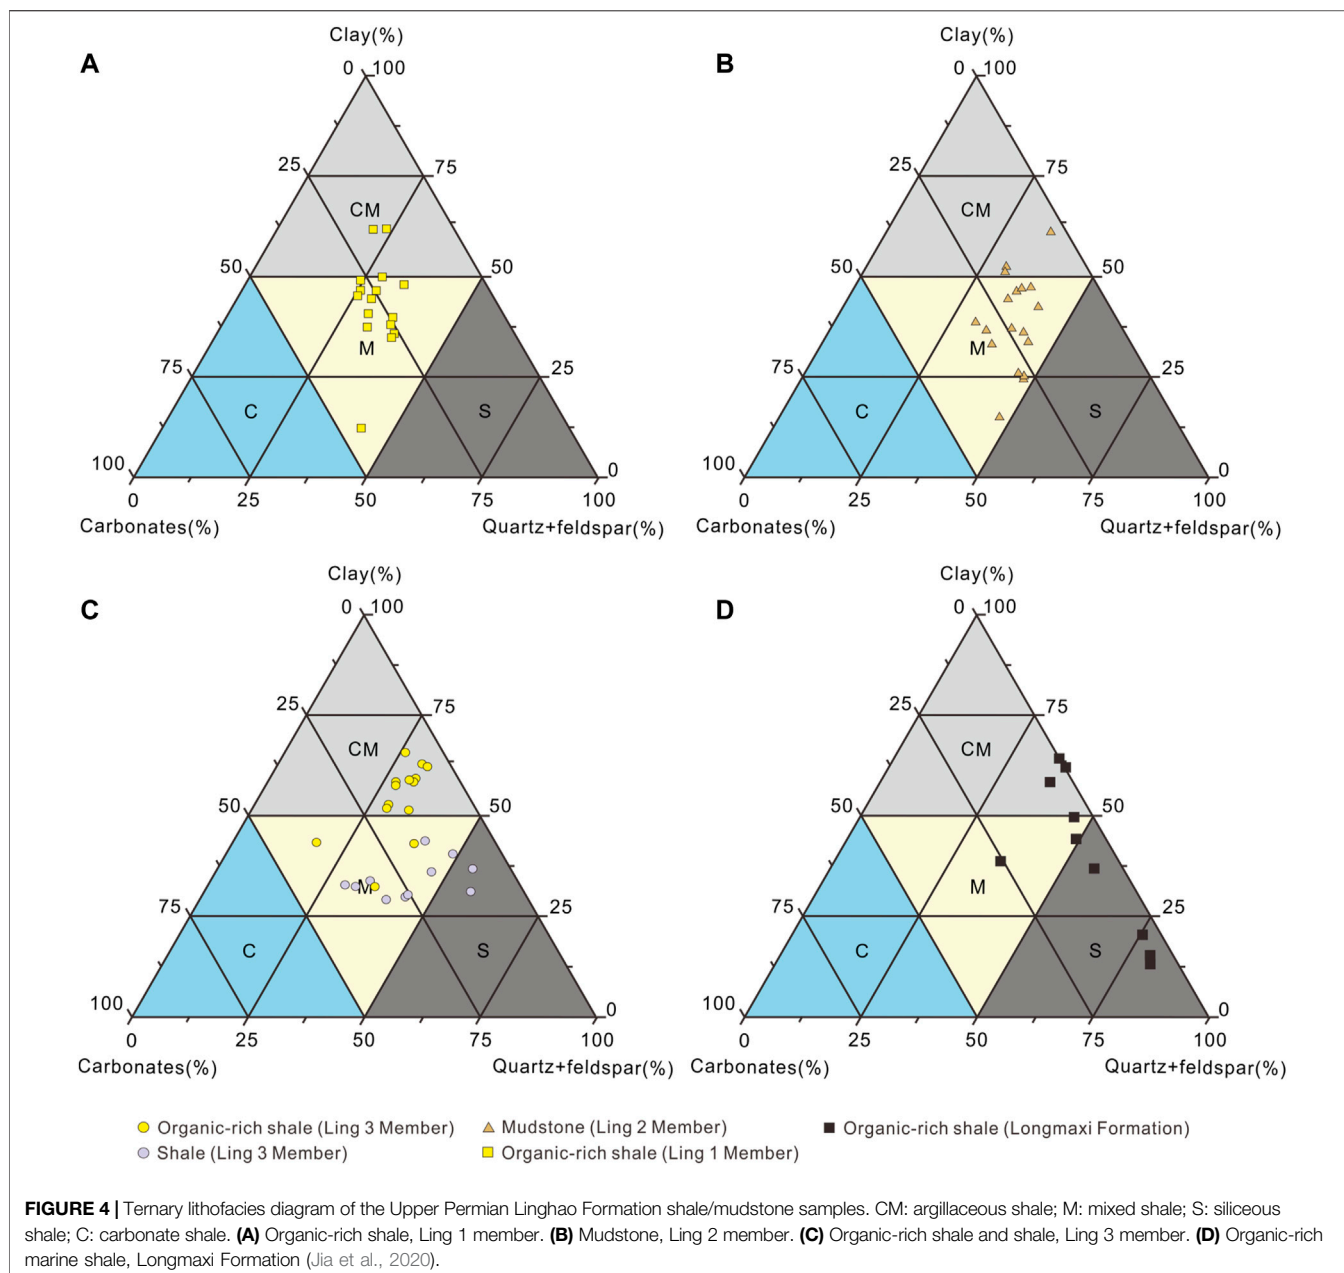 Clay(%)
A
0 100
25 75
CM
50 50
M
75 25
C S
100 0
0 25 50 75 100
Carbonates(%) Quartz+feldspar(%)
Clay(%)
B
0 100
25 75
CM
50 50
M
75 25
C S
100 0
0 25 50 75 100
Carbonates(%) Quartz+feldspar(%)
Clay(%)
C
0 100
25 75
CM
50 50
M
75 25
C S
100 0
0 25 50 75 100
Carbonates(%) Quartz+feldspar(%)
Clay(%)
D
0 100
25 75
CM
50 50
M
75 25
C S
100 0
0 25 50 75 100
Carbonates(%) Quartz+feldspar(%)
Organic-rich shale (Ling 3 Member) Mudstone (Ling 2 Member) Organic-rich shale (Longmaxi Formation)
Shale (Ling 3 Member) Organic-rich shale (Ling 1 Member)
FIGURE 4 | Ternary lithofacies diagram of the Upper Permian Linghao Formation shale/mudstone samples. CM: argillaceous shale; M: mixed shale; S: siliceous
shale; C: carbonate shale. (A) Organic-rich shale, Ling 1 member. (B) Mudstone, Ling 2 member. (C) Organic-rich shale and shale, Ling 3 member. (D) Organic-rich
marine shale, Longmaxi Formation (Jia et al., 2020).